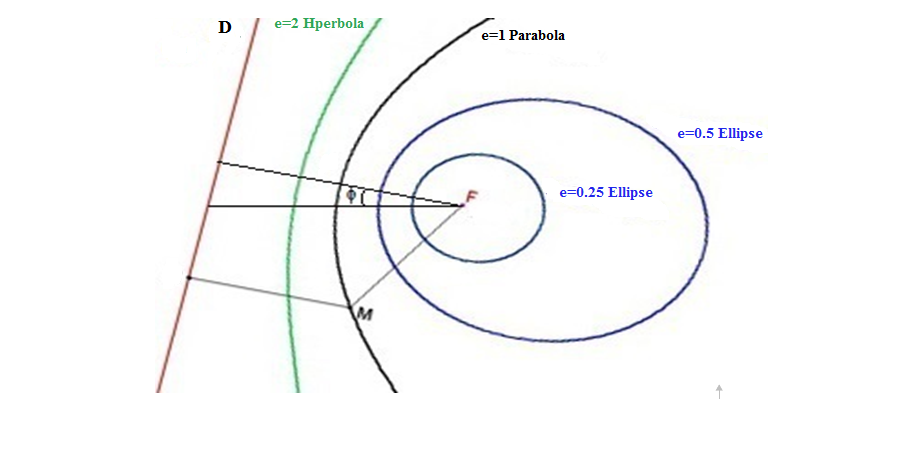 D
e=2 Hperbola
e=1 Parabola
e=0.5 Ellipse
e=0.25 Ellipse
F
φ
M